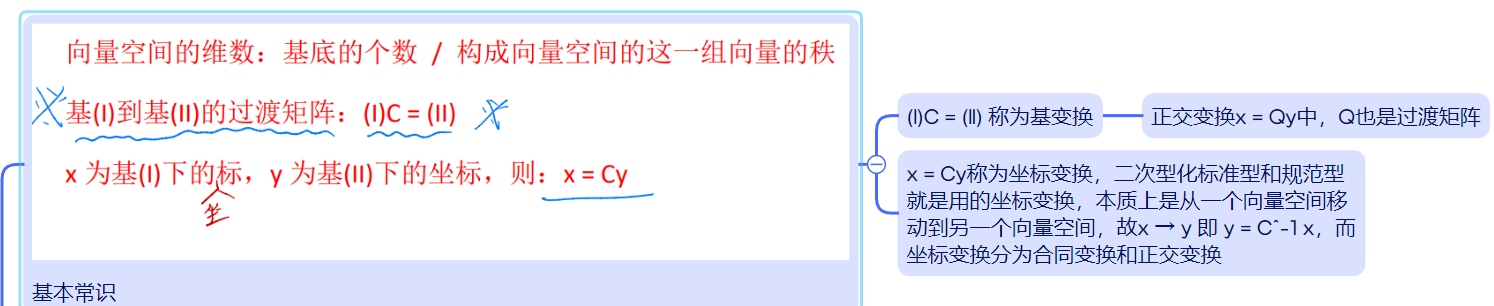 向量空间的维数：基底的个数 / 构成向量空间的这一组向量的秩
基(I)到基(II)的过渡矩阵：(I)C = (II)
x 为基(I)下的标，y 为基(II)下的坐标，则：x = Cy
坐
基本常识
(I)C = (II) 称为基变换
正交变换x = Qy中，Q也是过渡矩阵
x = Cy称为坐标变换，二次型化标准型和规范型
就是用的坐标变换，本质上是从一个向量空间移
动到另一个向量空间，故x → y 即 y = C^-1 x，而
坐标变换分为合同变换和正交变换